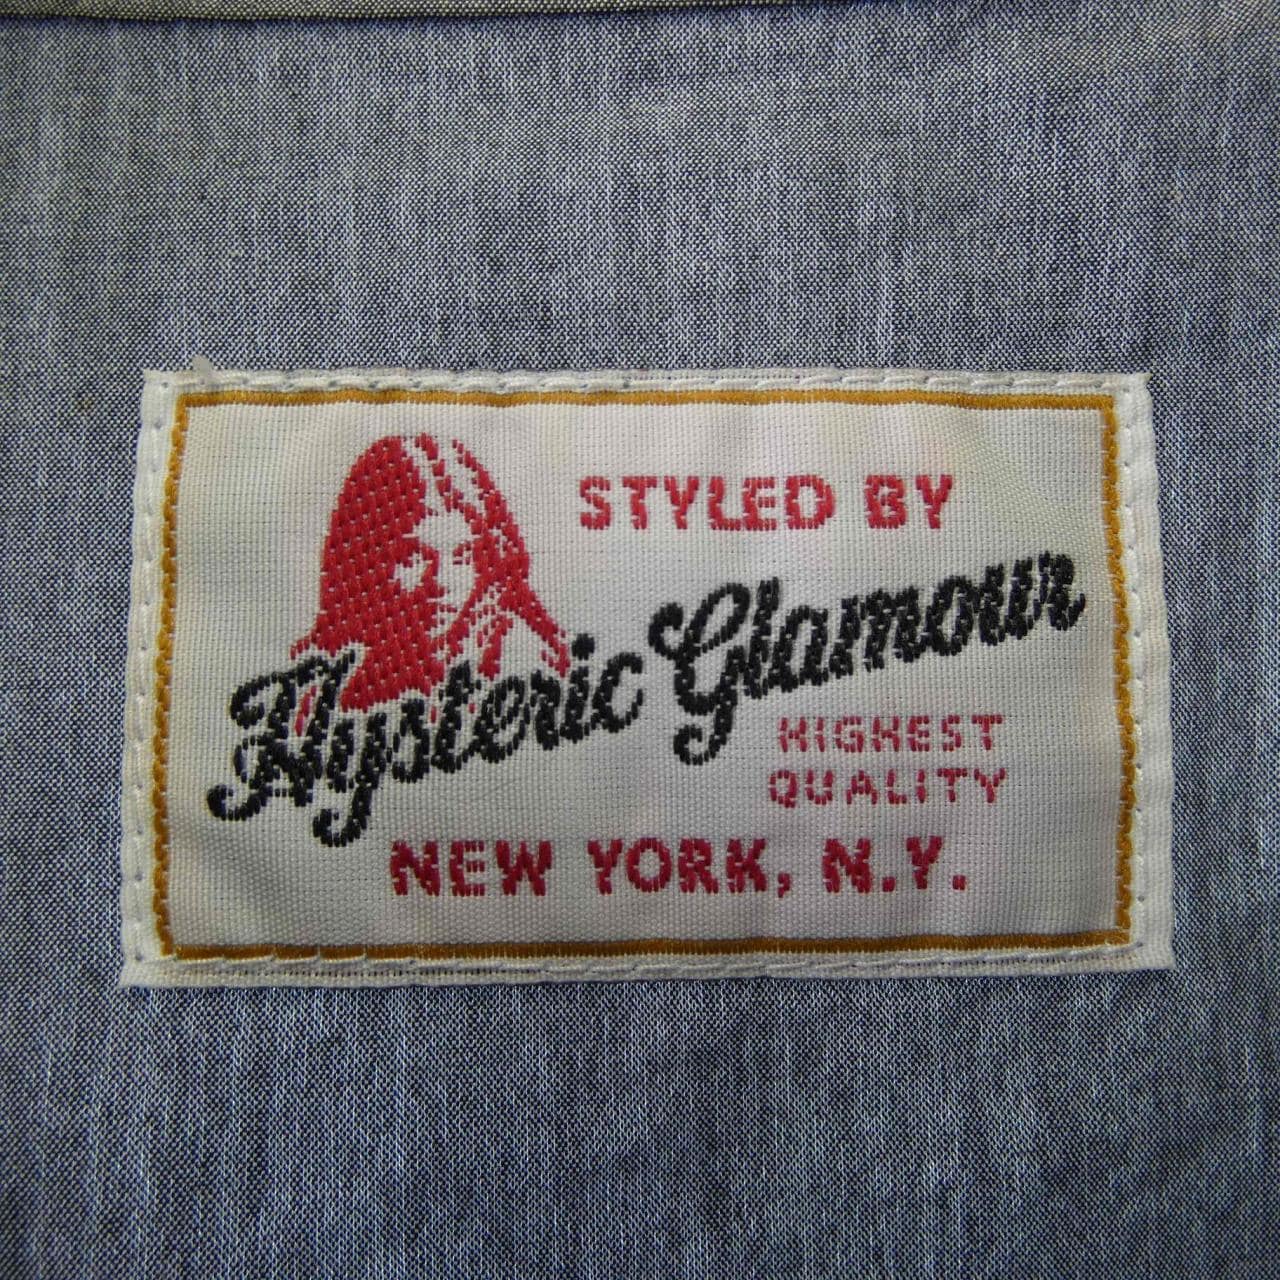 STYLED BY
Hysteric Glamour
HIGHEST
QUALITY
NEW YORK, N.Y.